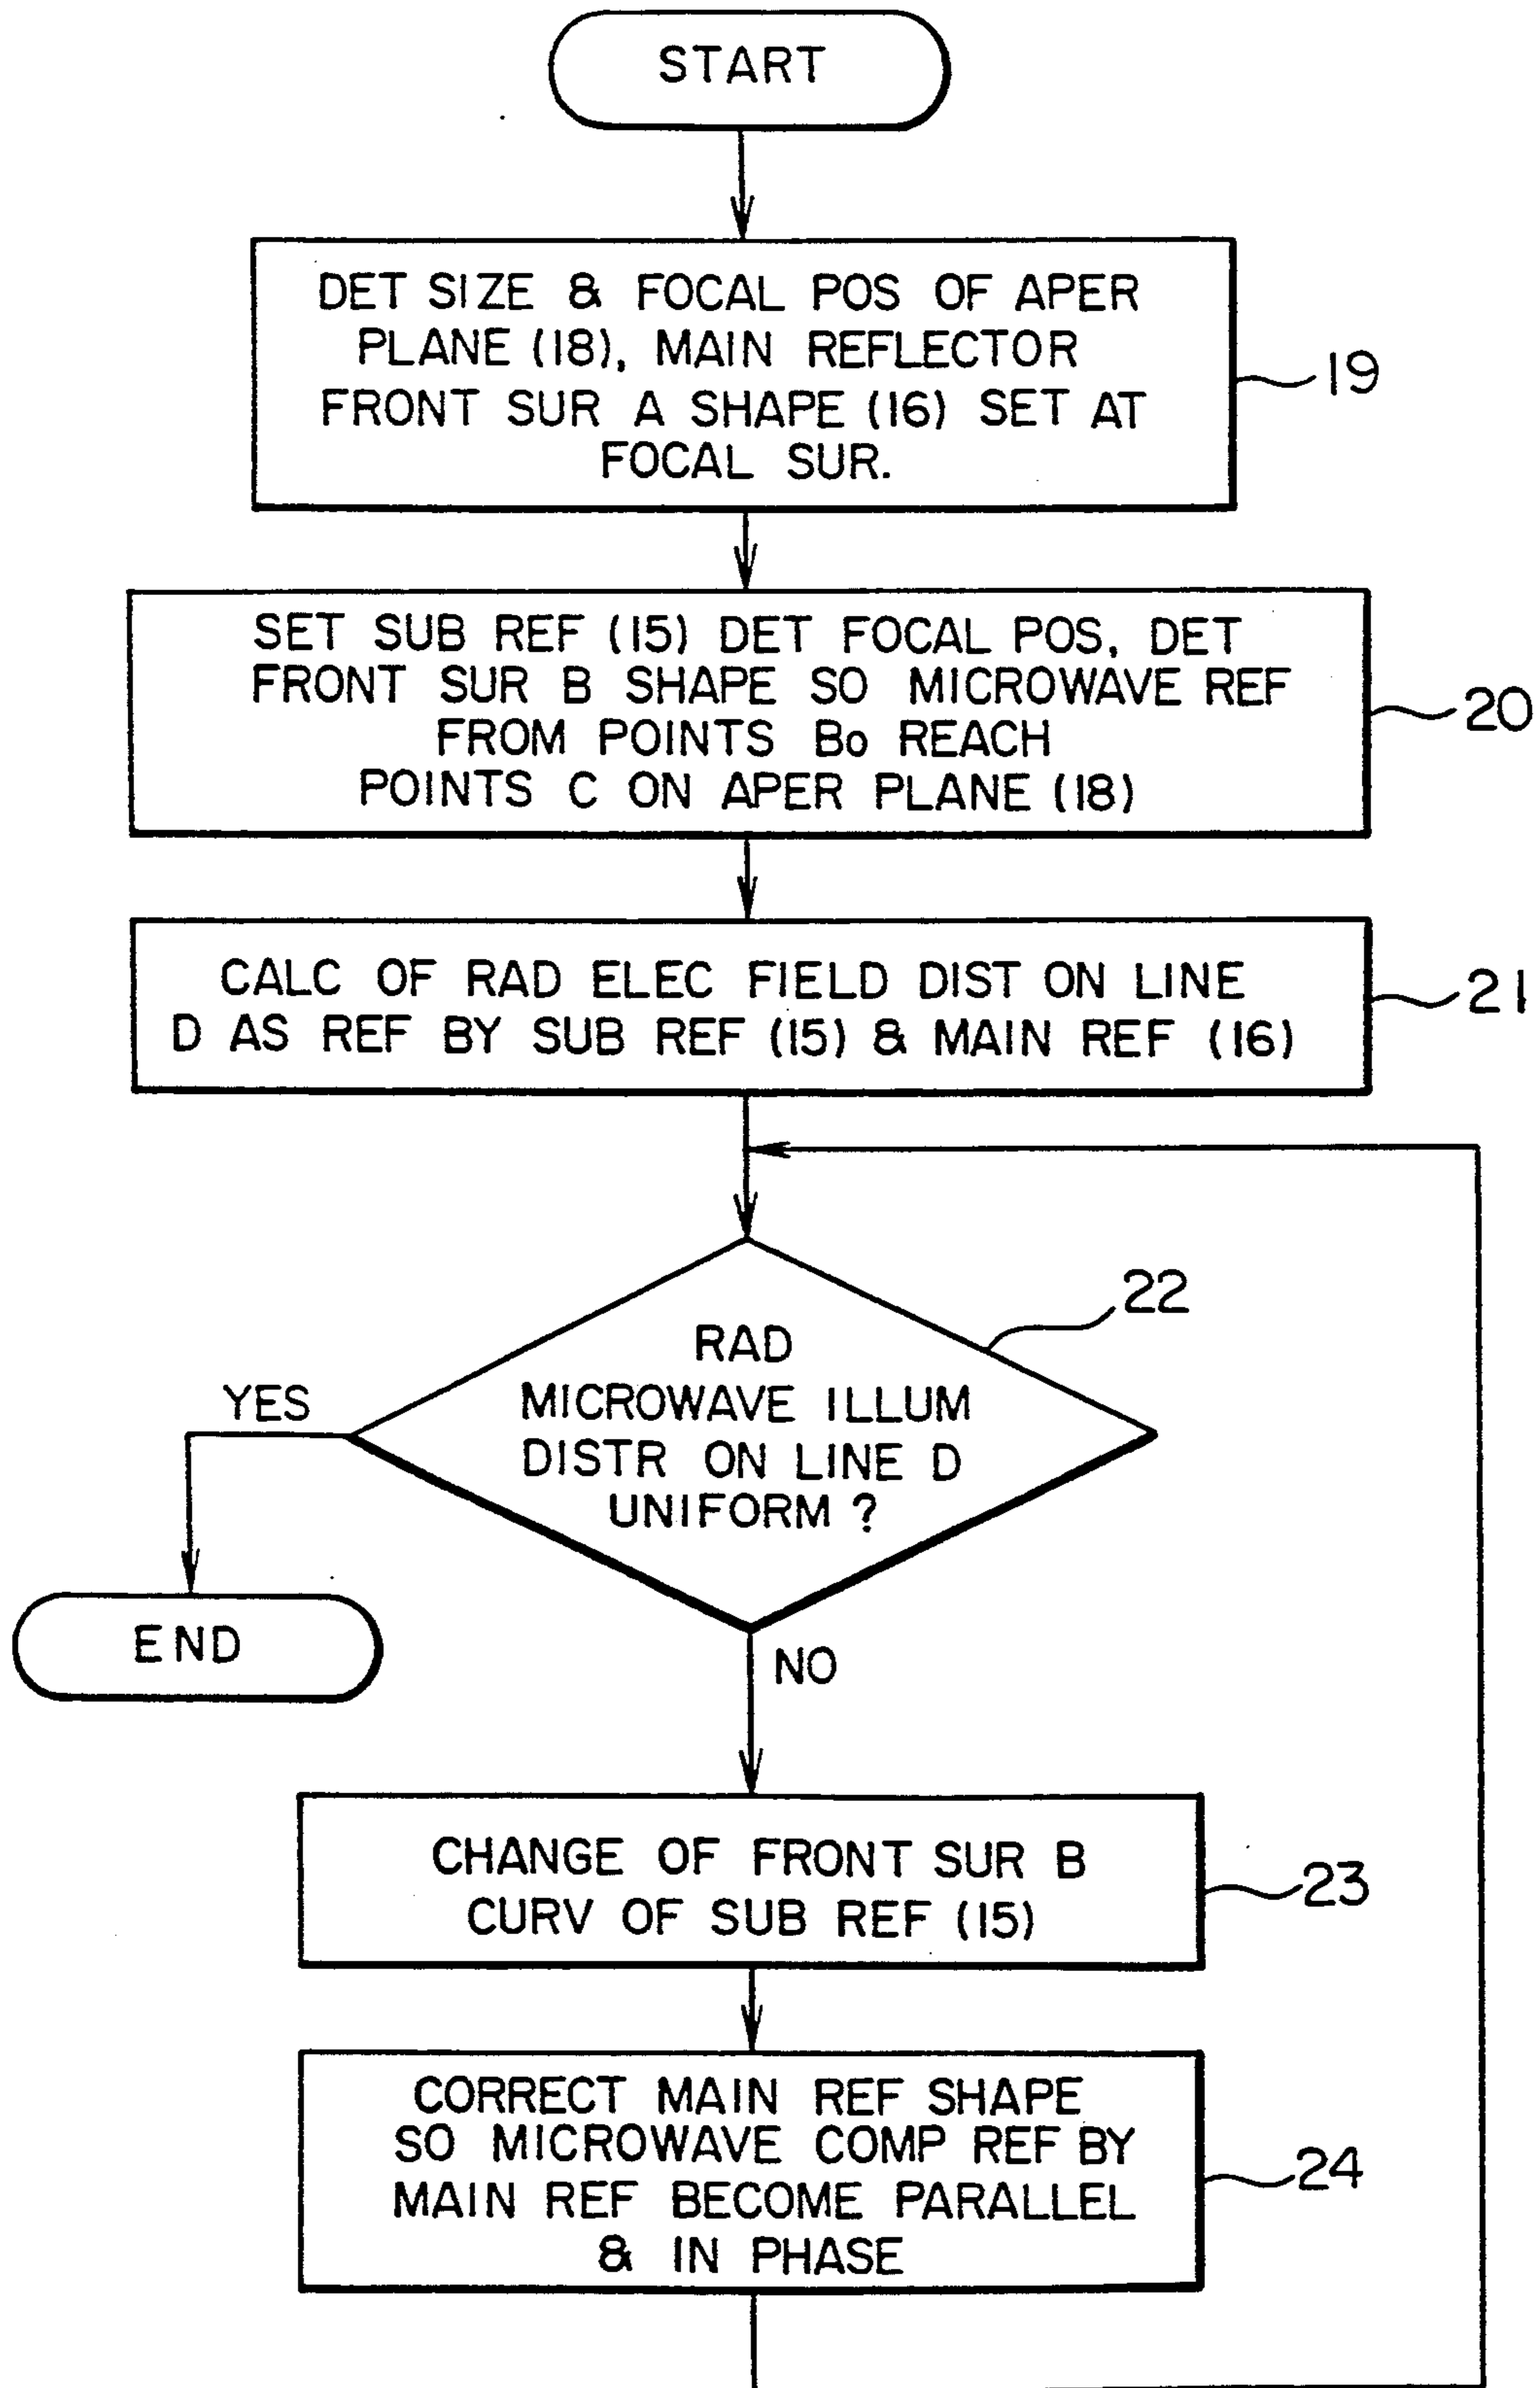 START
DET SIZE & FOCAL POS OF APER
PLANE (18), MAIN REFLECTOR
FRONT SUR A SHAPE (16) SET AT
FOCAL SUR.
19
SET SUB REF (15) DET FOCAL POS, DET
FRONT SUR B SHAPE SO MICROWAVE REF
FROM POINTS Bo REACH
POINTS C ON APER PLANE (18)
20
CALC OF RAD ELEC FIELD DIST ON LINE
D AS REF BY SUB REF (15) & MAIN REF (16)
21
22
RAD
MICROWAVE ILLUM
DISTR ON LINE D
UNIFORM ?
YES
END
NO
CHANGE OF FRONT SUR B
CURV OF SUB REF (15)
23
CORRECT MAIN REF SHAPE
SO MICROWAVE COMP REF BY
MAIN REF BECOME PARALLEL
& IN PHASE
24